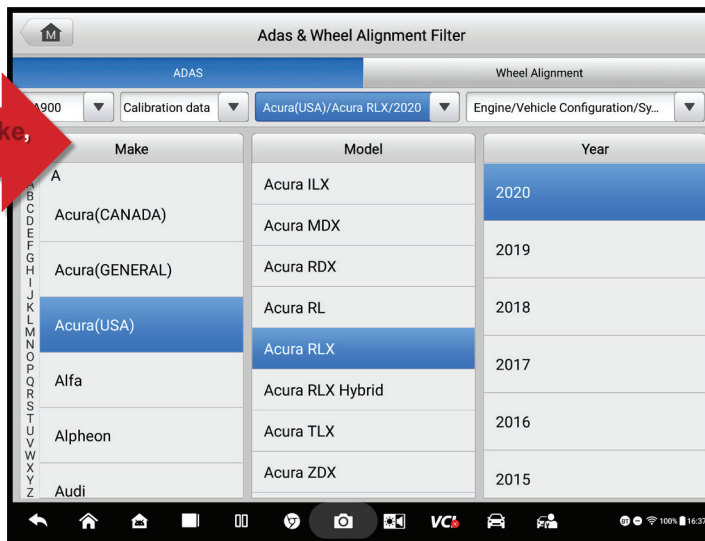 M
Adas & Wheel Alignment Filter
ADAS
Wheel Alignment
Calibration data
Acura(USA)/Acura RLX/2020
Engine/Vehicle Configuration/Sy...
Make
Model
Year
A
B
C
D
E
F
G
H
I
J
K
L
M
N
O
P
Q
R
S
T
U
V
W
X
Y
Z
A
Acura(CANADA)
Acura(GENERAL)
Acura(USA)
Alfa
Alpheon
Audi
Acura ILX
Acura MDX
Acura RDX
Acura RL
Acura RLX
Acura RLX Hybrid
Acura TLX
Acura ZDX
2020
2019
2018
2017
2016
2015
VCI
BT
100%
16:37